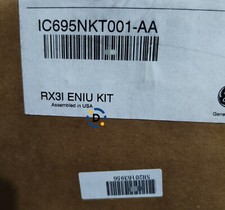 IC695NKT001-AA
RX3I ENIU KIT
Assembled in USA
D